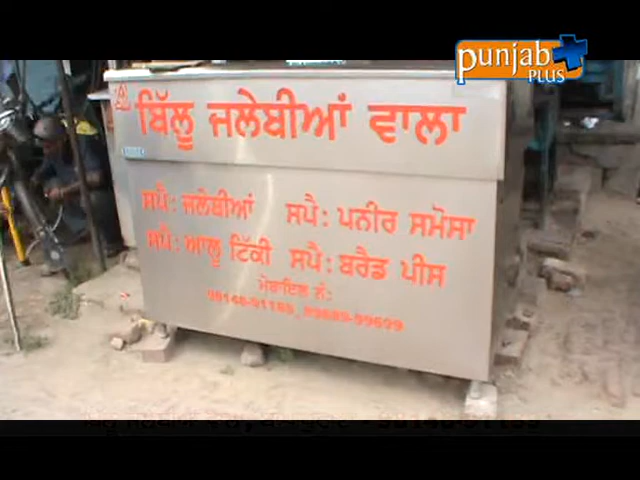 punjab
PLUS
ਬਿੱਲੂ ਜਲੇਬੀਆਂ ਵਾਲਾ
ਸਪੈ: ਜਲੇਬੀਆਂ ਸਪੈ: ਪਨੀਰ ਸਮੋਸਾ
ਸਪੈ: ਆਲੂ ਟਿੱਕੀ ਸਪੈ: ਬਰੈਡ ਪੀਸ
ਮੋਬਾਇਲ ਨੰ: